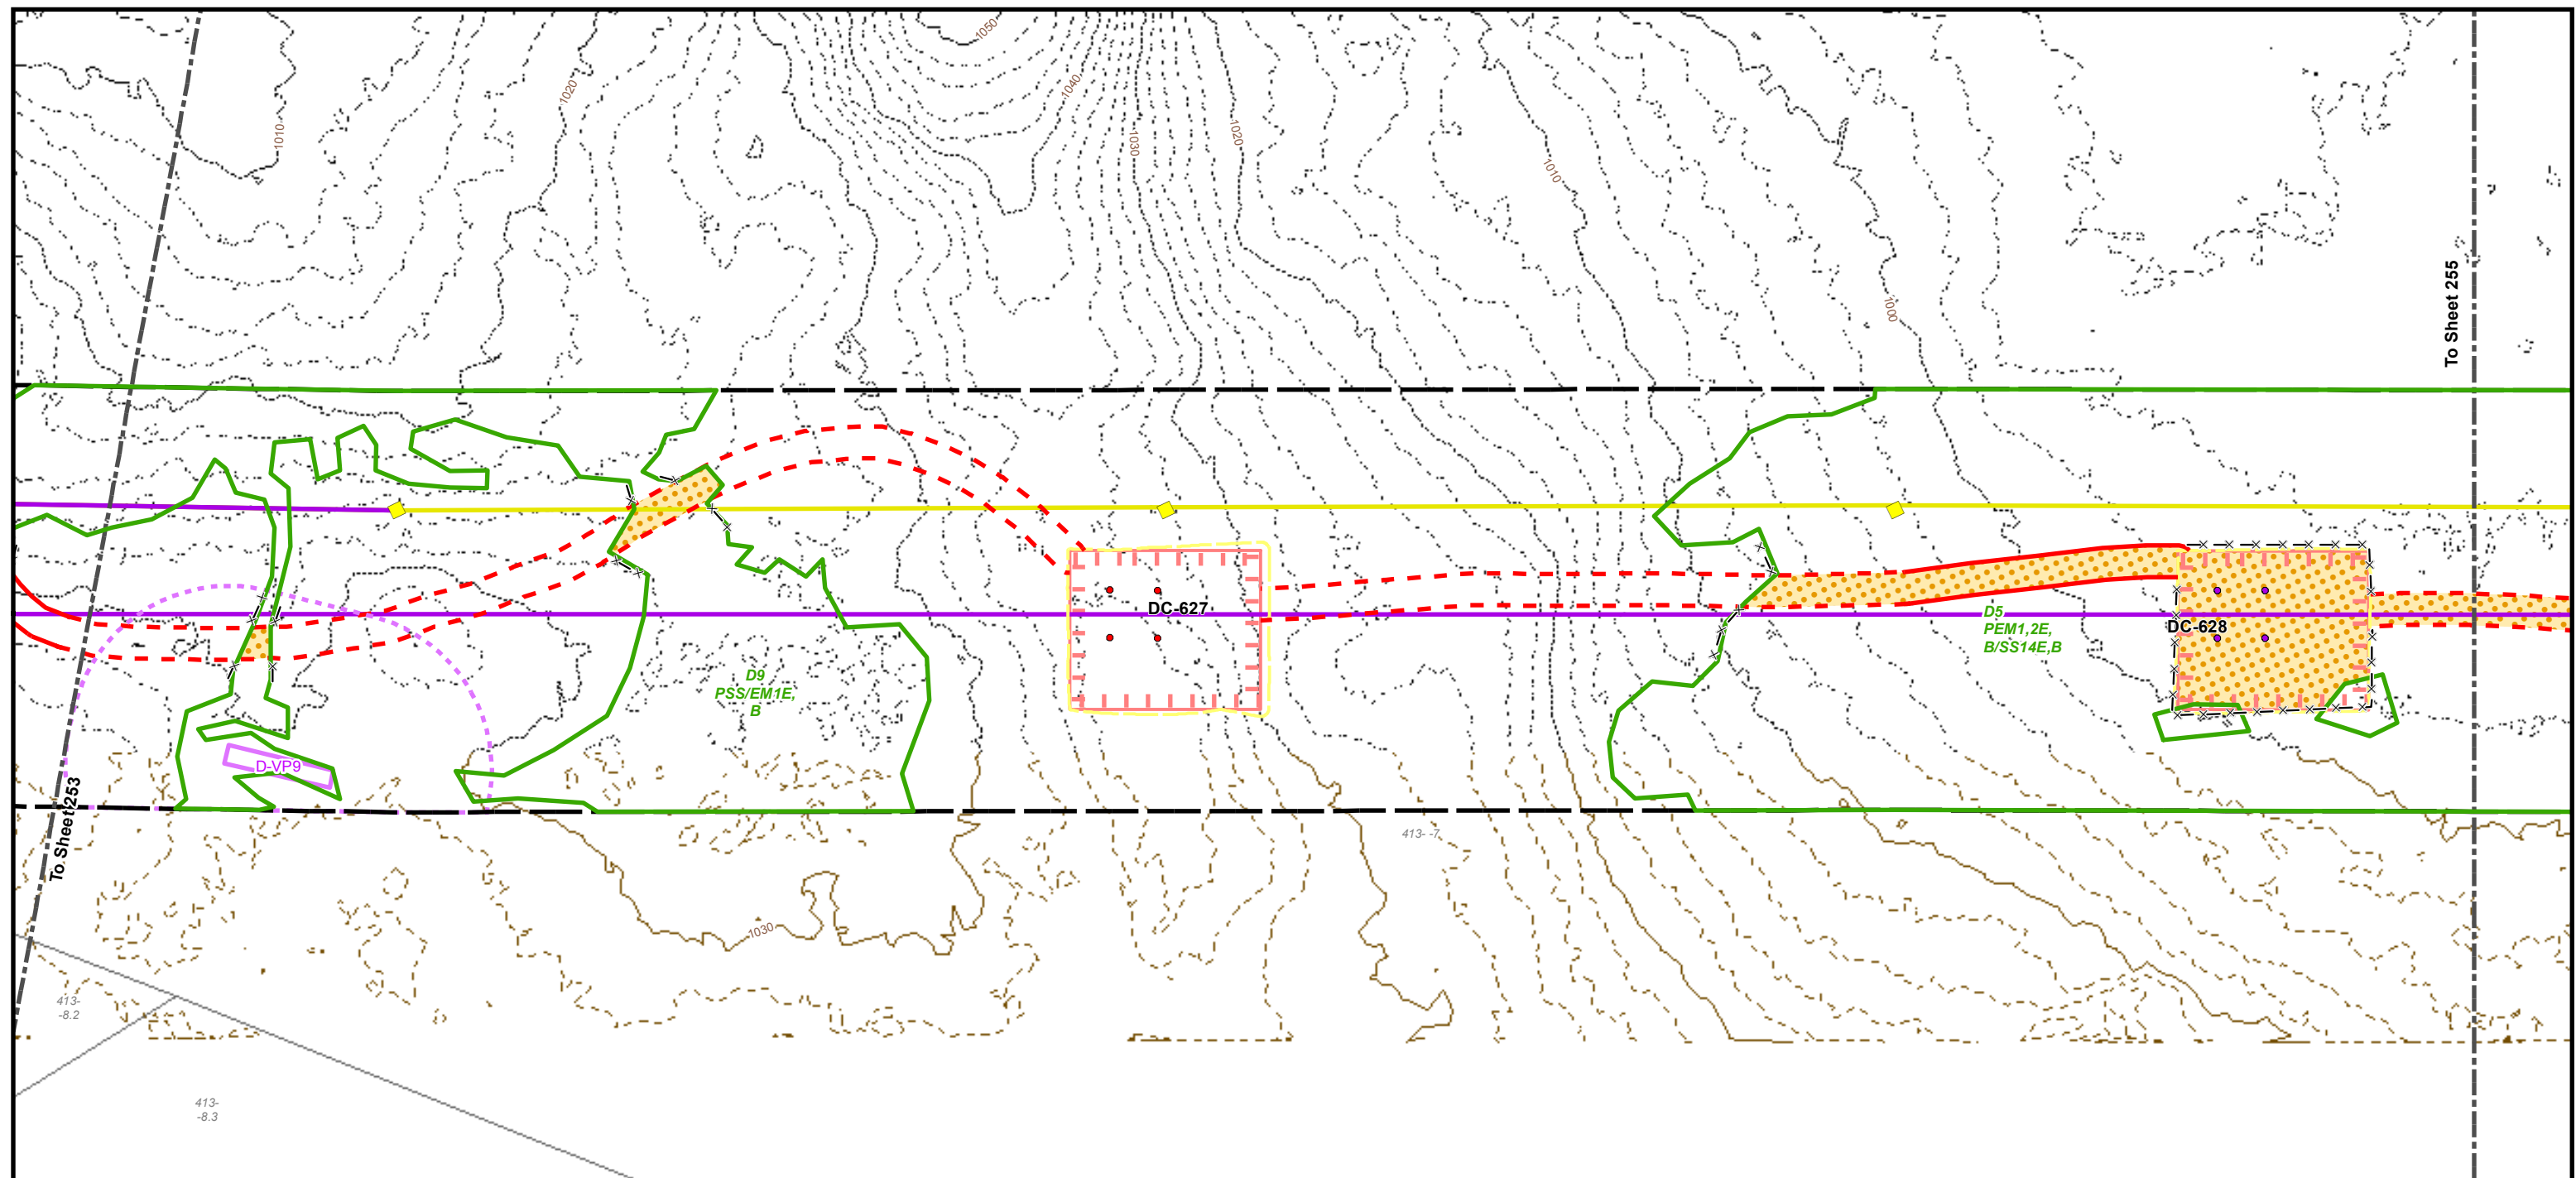 1050
1040
1020
1010
1030
1020
1010
1000
To Sheet 255
DC-627
D5
PEM1,2E,
B/SS14E,B
DC-628
D9
PSS/EM1E,
B
D-VP9
To Sheet 253
413- -7
1030
413-
-8.2
413-
-8.3